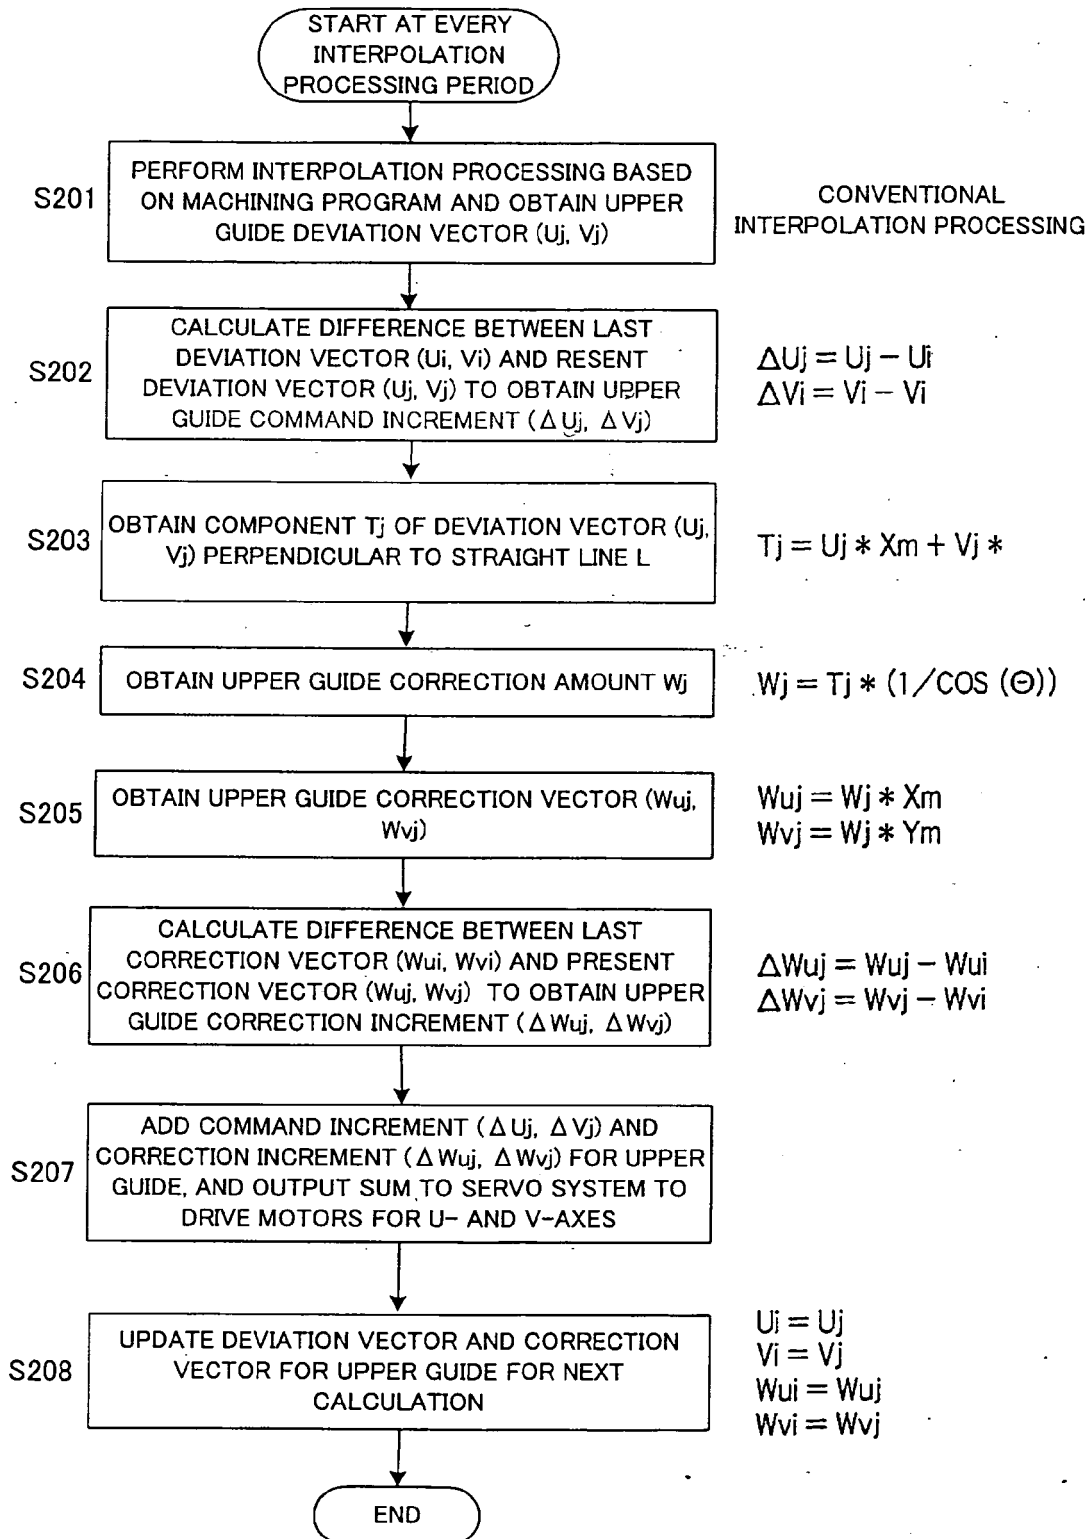 START AT EVERY
INTERPOLATION
PROCESSING PERIOD
S201
PERFORM INTERPOLATION PROCESSING BASED
ON MACHINING PROGRAM AND OBTAIN UPPER
GUIDE DEVIATION VECTOR (Uj, Vj)
CONVENTIONAL
INTERPOLATION PROCESSING
S202
CALCULATE DIFFERENCE BETWEEN LAST
DEVIATION VECTOR (Ui, Vi) AND RESENT
DEVIATION VECTOR (Uj, Vj) TO OBTAIN UPPER
GUIDE COMMAND INCREMENT (ΔUj, ΔVj)
ΔUj = Uj − Ui
ΔVi = Vi − Vi
S203
OBTAIN COMPONENT Tj OF DEVIATION VECTOR (Uj,
Vj) PERPENDICULAR TO STRAIGHT LINE L
Tj = Uj * Xm + Vj *
S204
OBTAIN UPPER GUIDE CORRECTION AMOUNT Wj
Wj = Tj * (1/COS (Θ))
S205
OBTAIN UPPER GUIDE CORRECTION VECTOR (Wuj,
Wvj)
Wuj = Wj * Xm
Wvj = Wj * Ym
S206
CALCULATE DIFFERENCE BETWEEN LAST
CORRECTION VECTOR (Wui, Wvi) AND PRESENT
CORRECTION VECTOR (Wuj, Wvj) TO OBTAIN UPPER
GUIDE CORRECTION INCREMENT (ΔWuj, ΔWvj)
ΔWuj = Wuj − Wui
ΔWvj = Wvj − Wvi
S207
ADD COMMAND INCREMENT (ΔUj, ΔVj) AND
CORRECTION INCREMENT (ΔWuj, ΔWvj) FOR UPPER
GUIDE, AND OUTPUT SUM TO SERVO SYSTEM TO
DRIVE MOTORS FOR U- AND V-AXES
S208
UPDATE DEVIATION VECTOR AND CORRECTION
VECTOR FOR UPPER GUIDE FOR NEXT
CALCULATION
Ui = Uj
Vi = Vj
Wui = Wuj
Wvi = Wvj
END